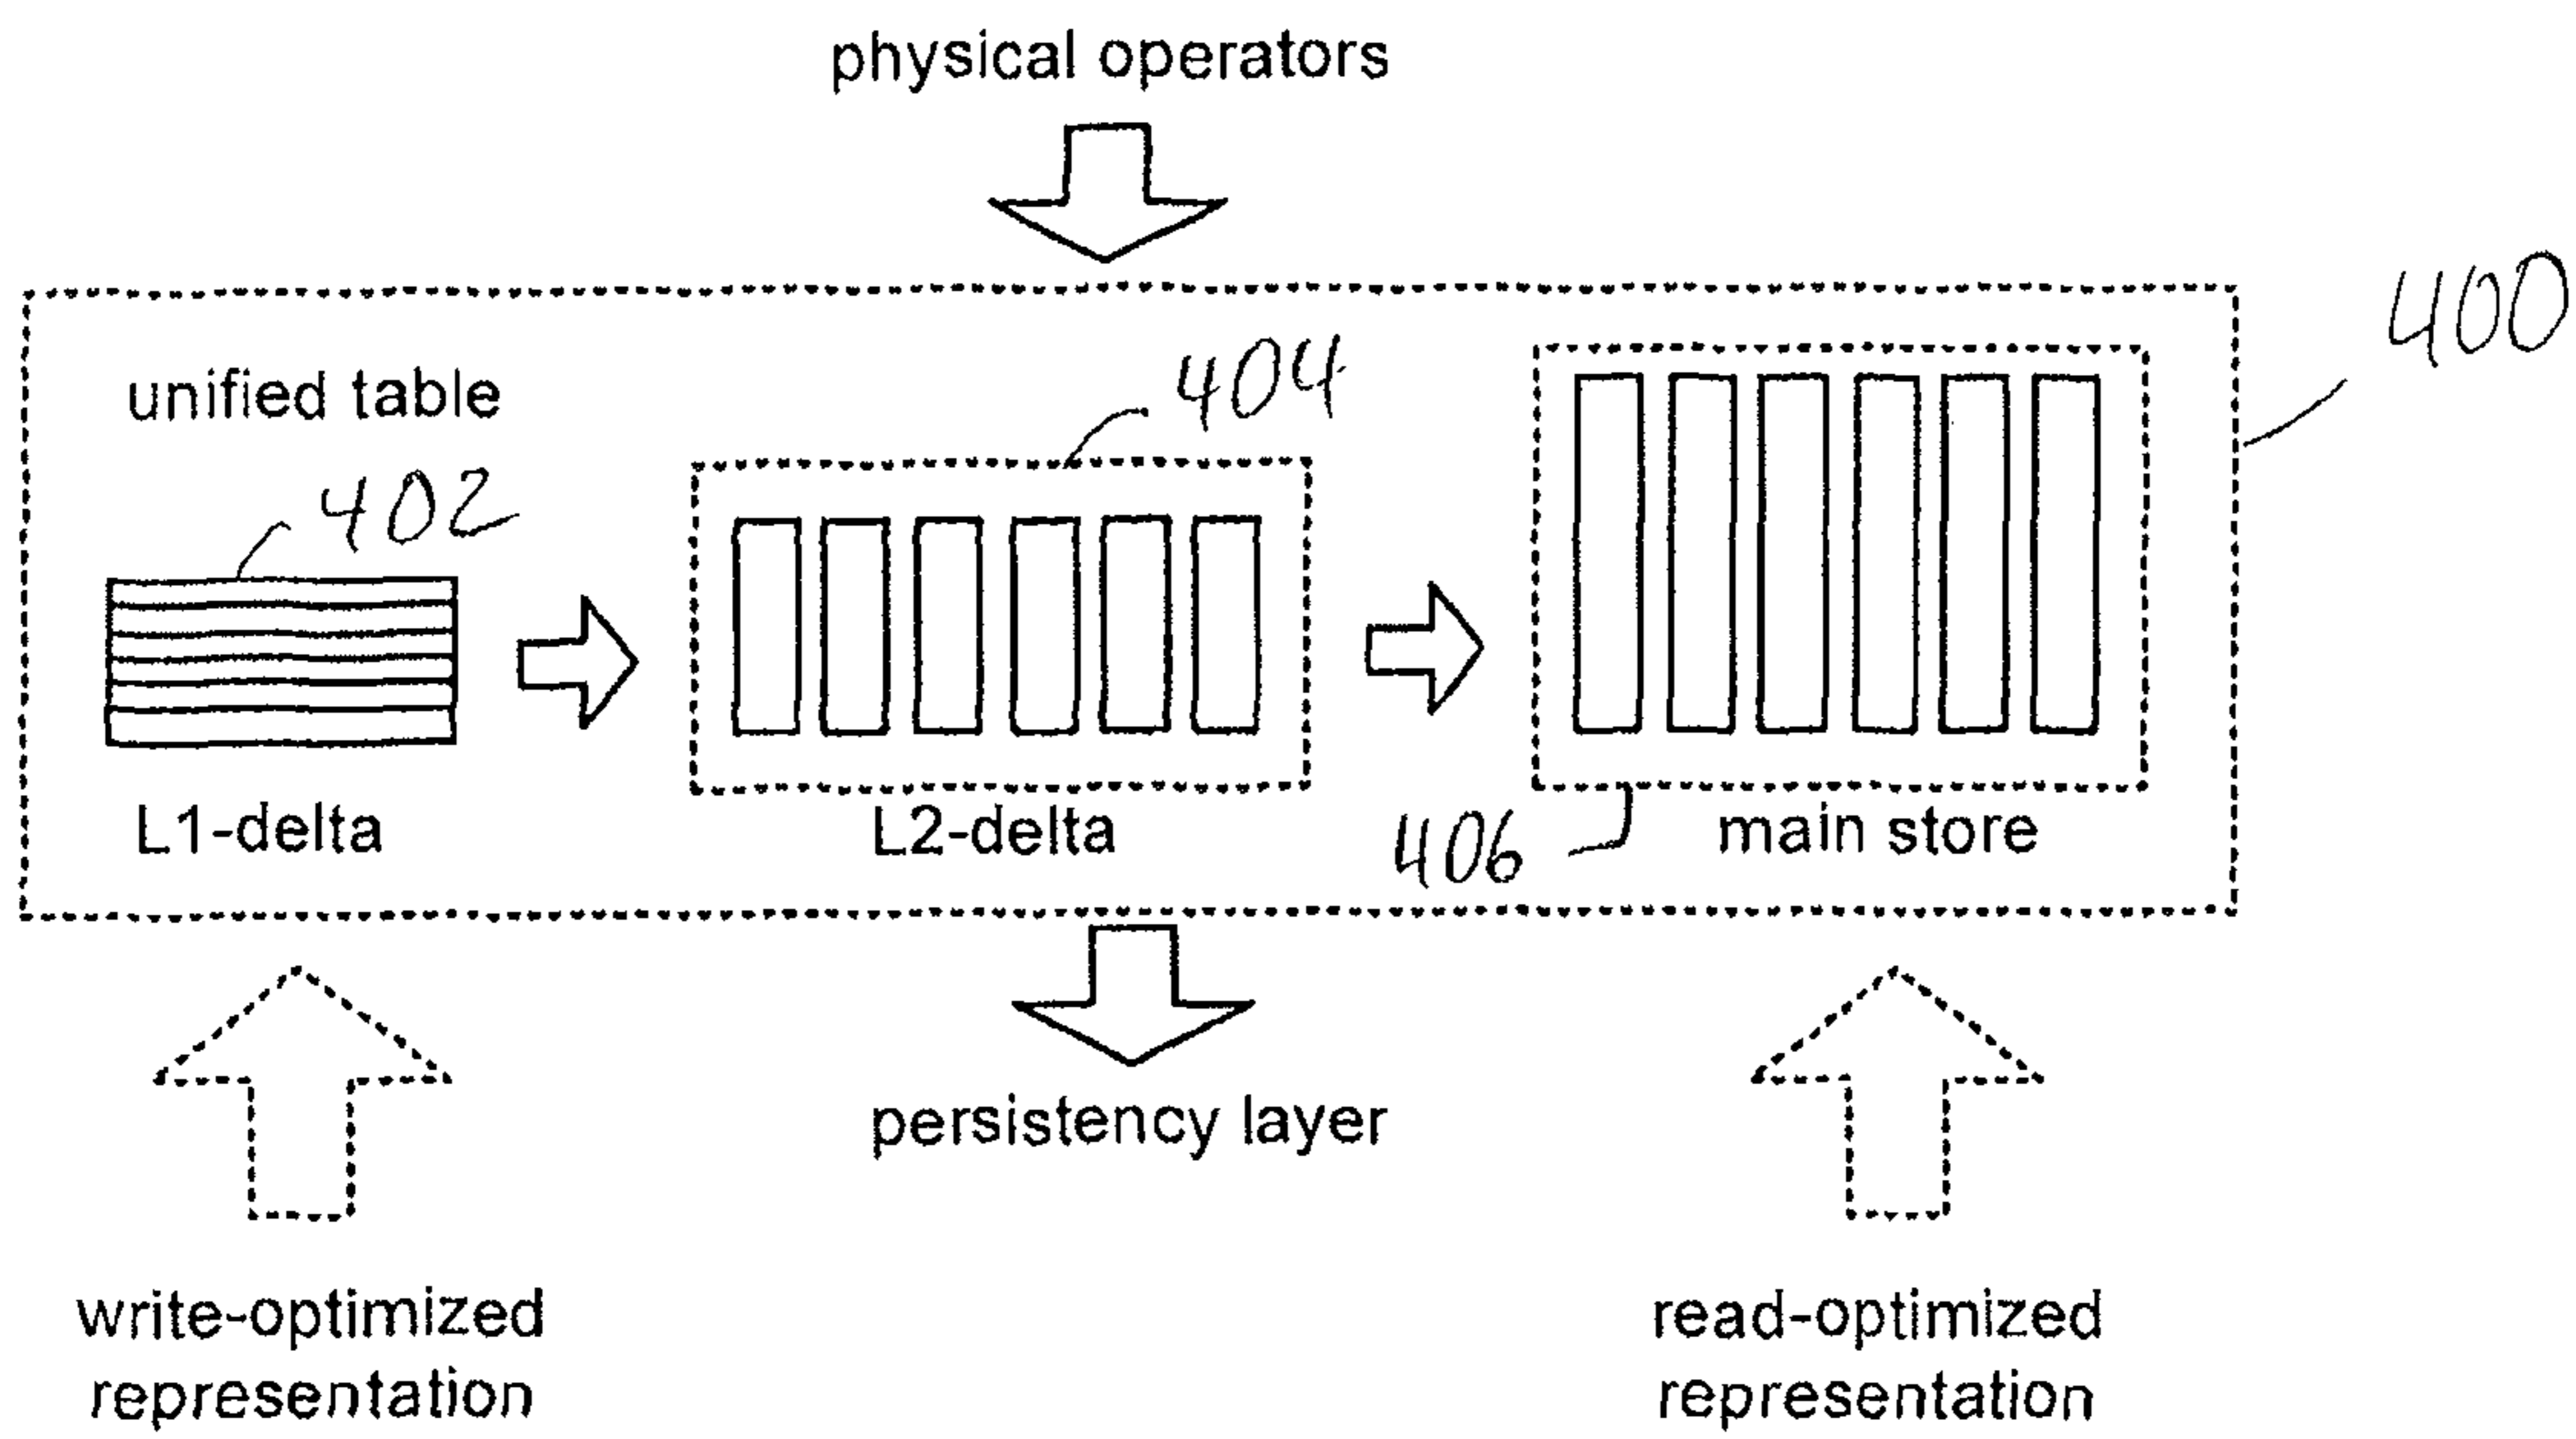 physical operators
400
unified table
404
402
L1-delta
L2-delta
406
main store
persistency layer
write-optimized
representation
read-optimized
representation